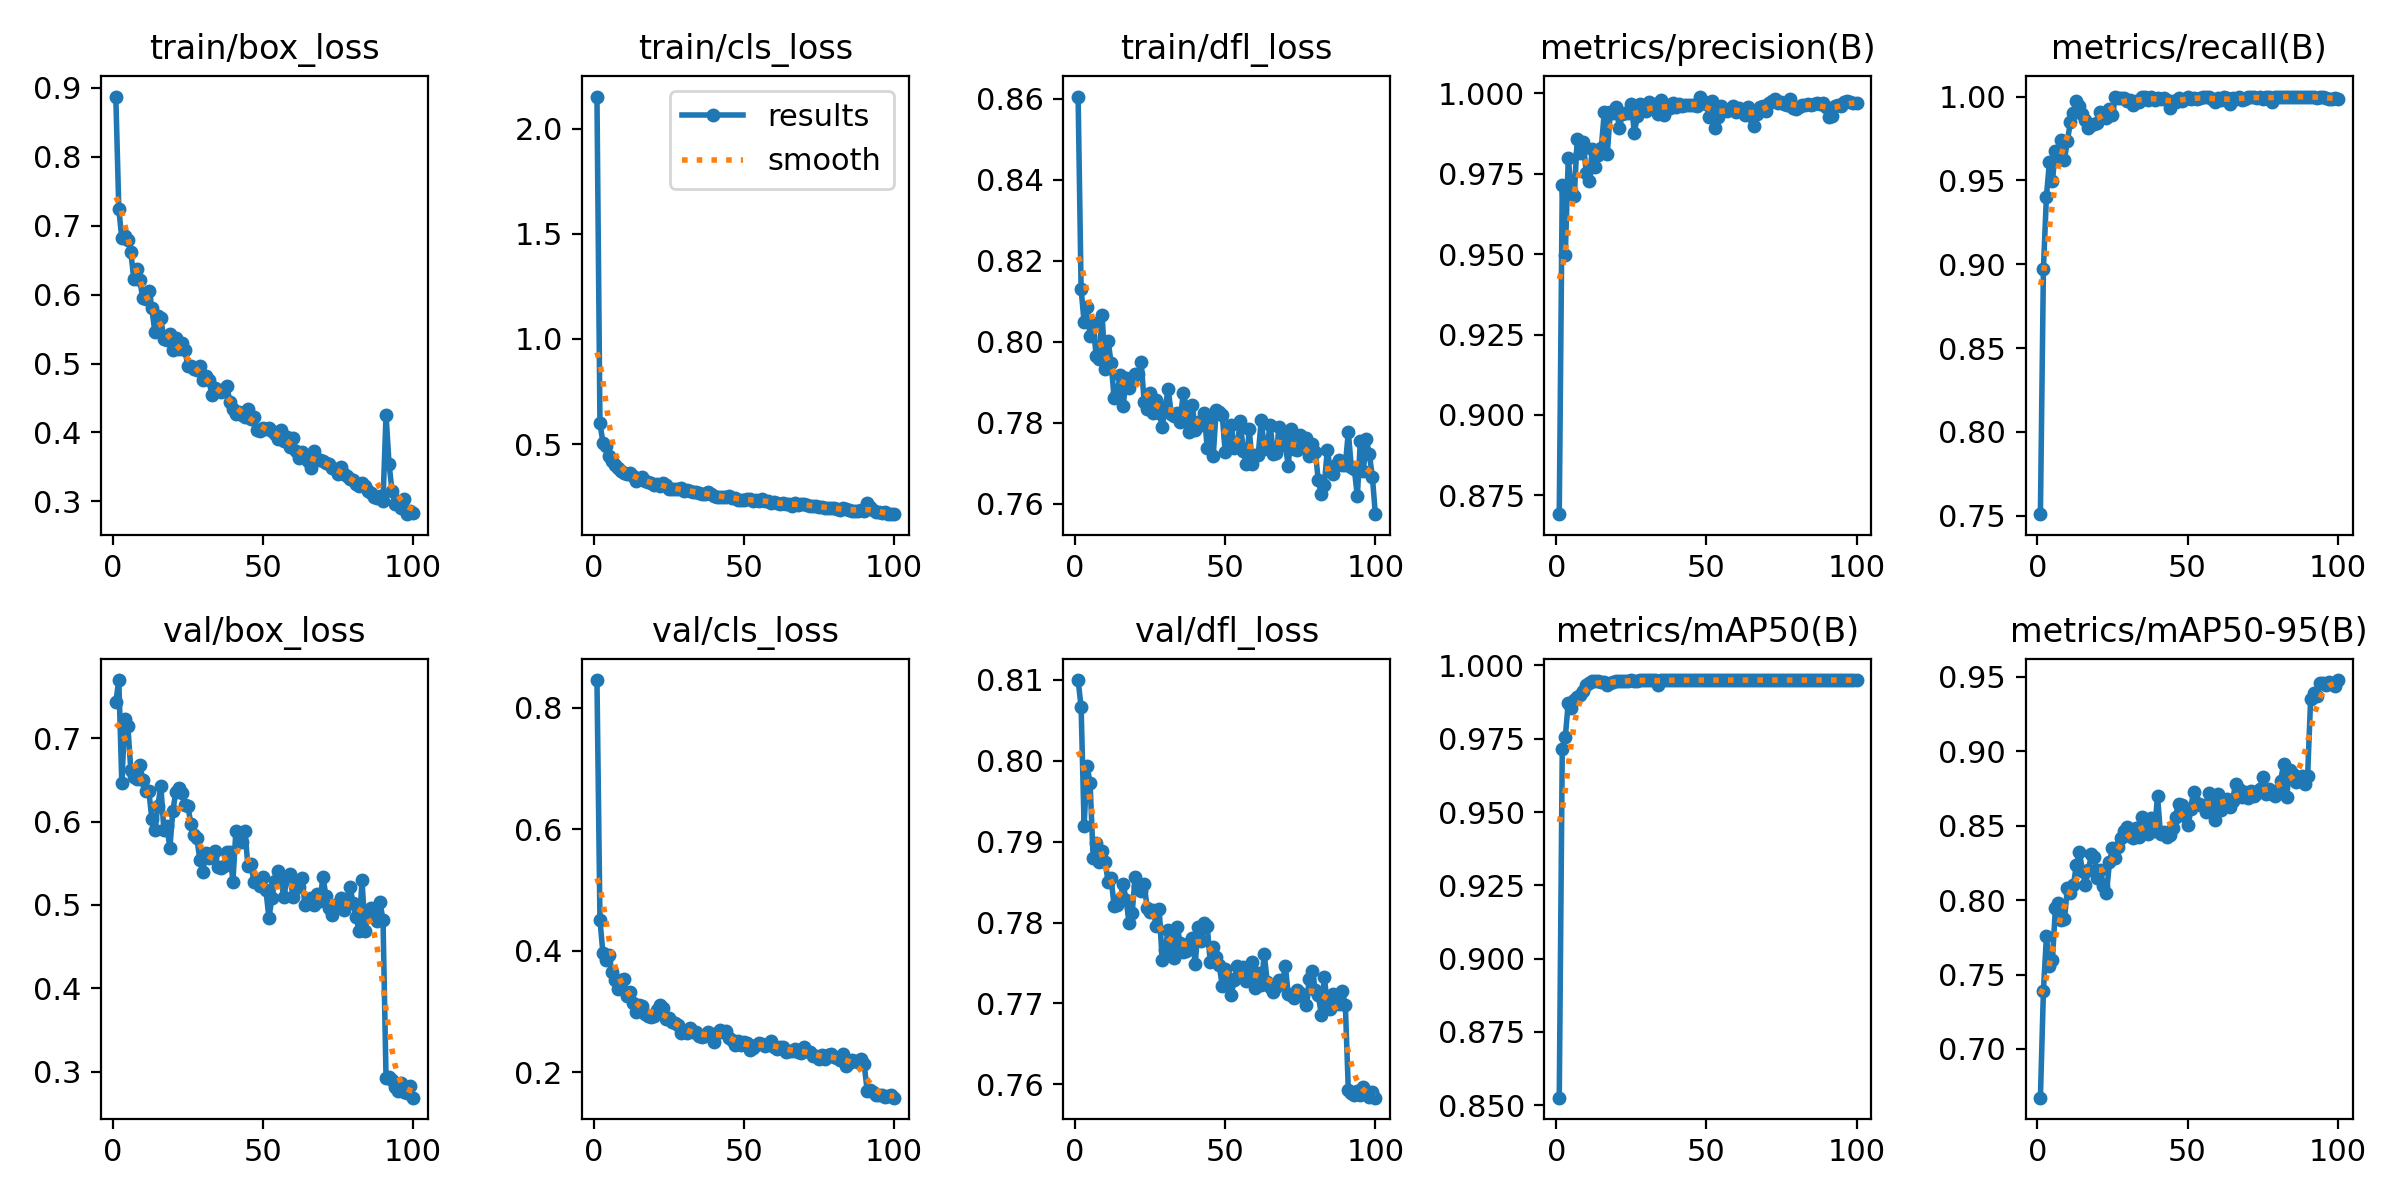 train/box_loss
0.9
0.8
0.7
0.6
0.5
0.4
0.3
0 50 100
train/cls_loss
results
smooth
2.0
1.5
1.0
0.5
0 50 100
train/dfl_loss
0.86
0.84
0.82
0.80
0.78
0.76
0 50 100
metrics/precision(B)
1.000
0.975
0.950
0.925
0.900
0.875
0 50 100
metrics/recall(B)
1.00
0.95
0.90
0.85
0.80
0.75
0 50 100
val/box_loss
0.7
0.6
0.5
0.4
0.3
0 50 100
val/cls_loss
0.8
0.6
0.4
0.2
0 50 100
val/dfl_loss
0.81
0.80
0.79
0.78
0.77
0.76
0 50 100
metrics/mAP50(B)
1.000
0.975
0.950
0.925
0.900
0.875
0.850
0 50 100
metrics/mAP50-95(B)
0.95
0.90
0.85
0.80
0.75
0.70
0 50 100